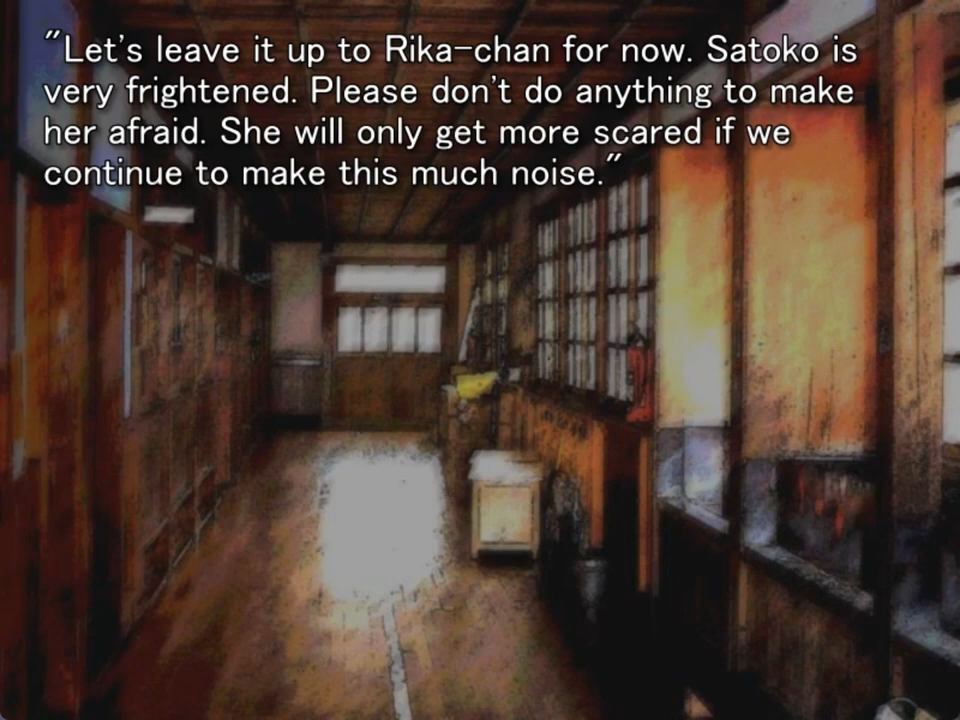 "Let's leave it up to Rika-chan for now. Satoko is
very frightened. Please don't do anything to make
her afraid. She will only get more scared if we
continue to make this much noise."